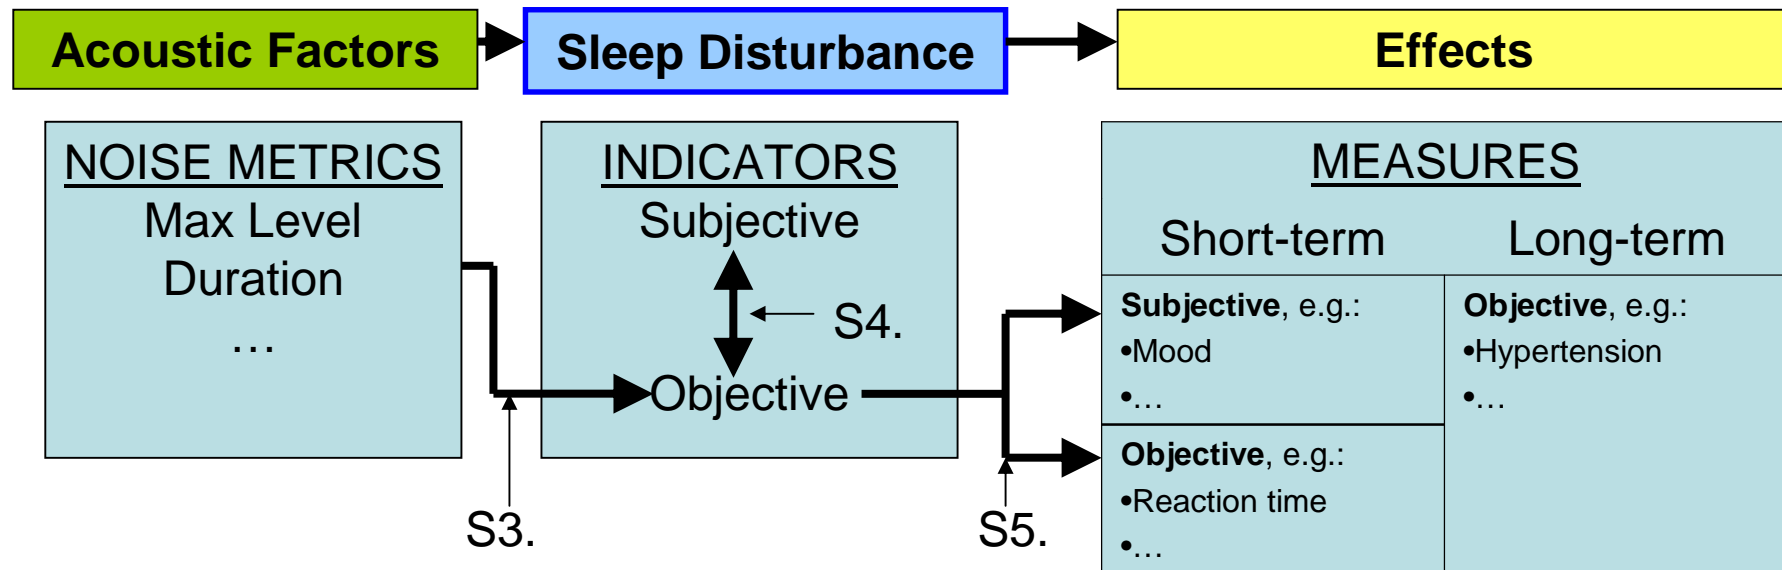 Acoustic Factors
Sleep Disturbance
Effects
NOISE METRICS
Max Level
Duration
…
INDICATORS
Subjective
S4.
Objective
MEASURES
Short-term
Long-term
Subjective, e.g.:
•Mood
•…
Objective, e.g.:
•Reaction time
•…
Objective, e.g.:
•Hypertension
•…
S3.
S5.